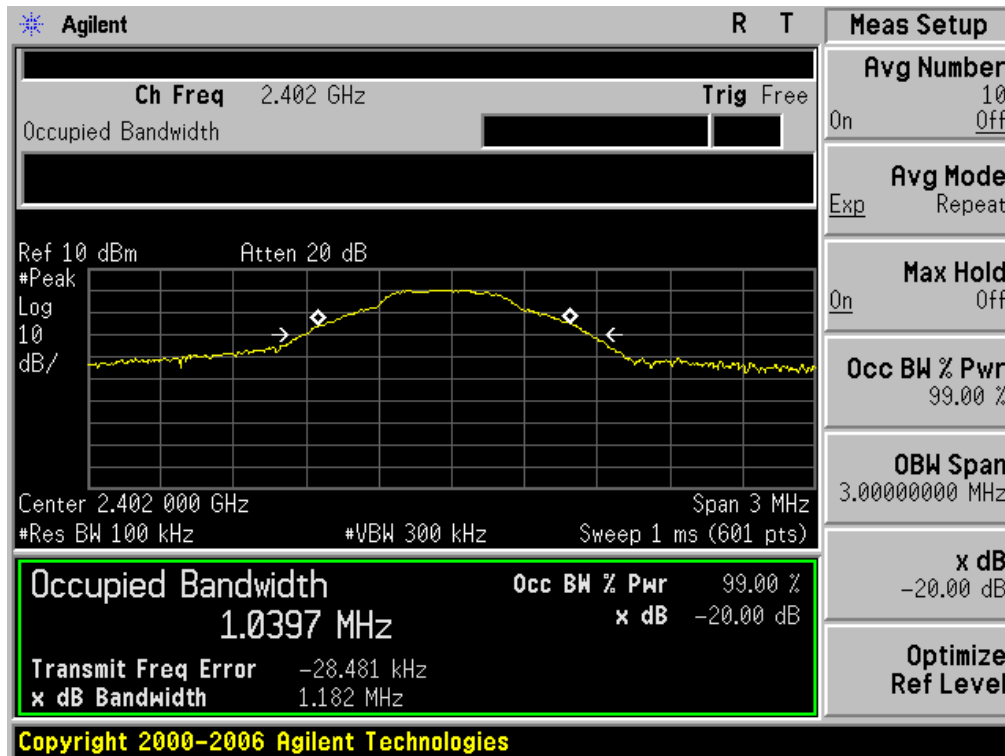 Agilent R T
Meas Setup
Ch Freq 2.402 GHz Trig Free
Occupied Bandwidth
Ref 10 dBm Atten 20 dB
#Peak
Log
10
dB/
Center 2.402 000 GHz Span 3 MHz
#Res BW 100 kHz #VBW 300 kHz Sweep 1 ms (601 pts)
Occupied Bandwidth
1.0397 MHz
Occ BW % Pwr 99.00 %
x dB -20.00 dB
Transmit Freq Error -28.481 kHz
x dB Bandwidth 1.182 MHz
Avg Number
10
On Off
Avg Mode
Exp Repeat
Max Hold
On Off
Occ BW % Pwr
99.00 %
OBW Span
3.00000000 MHz
x dB
-20.00 dB
Optimize
Ref Level
Copyright 2000-2006 Agilent Technologies